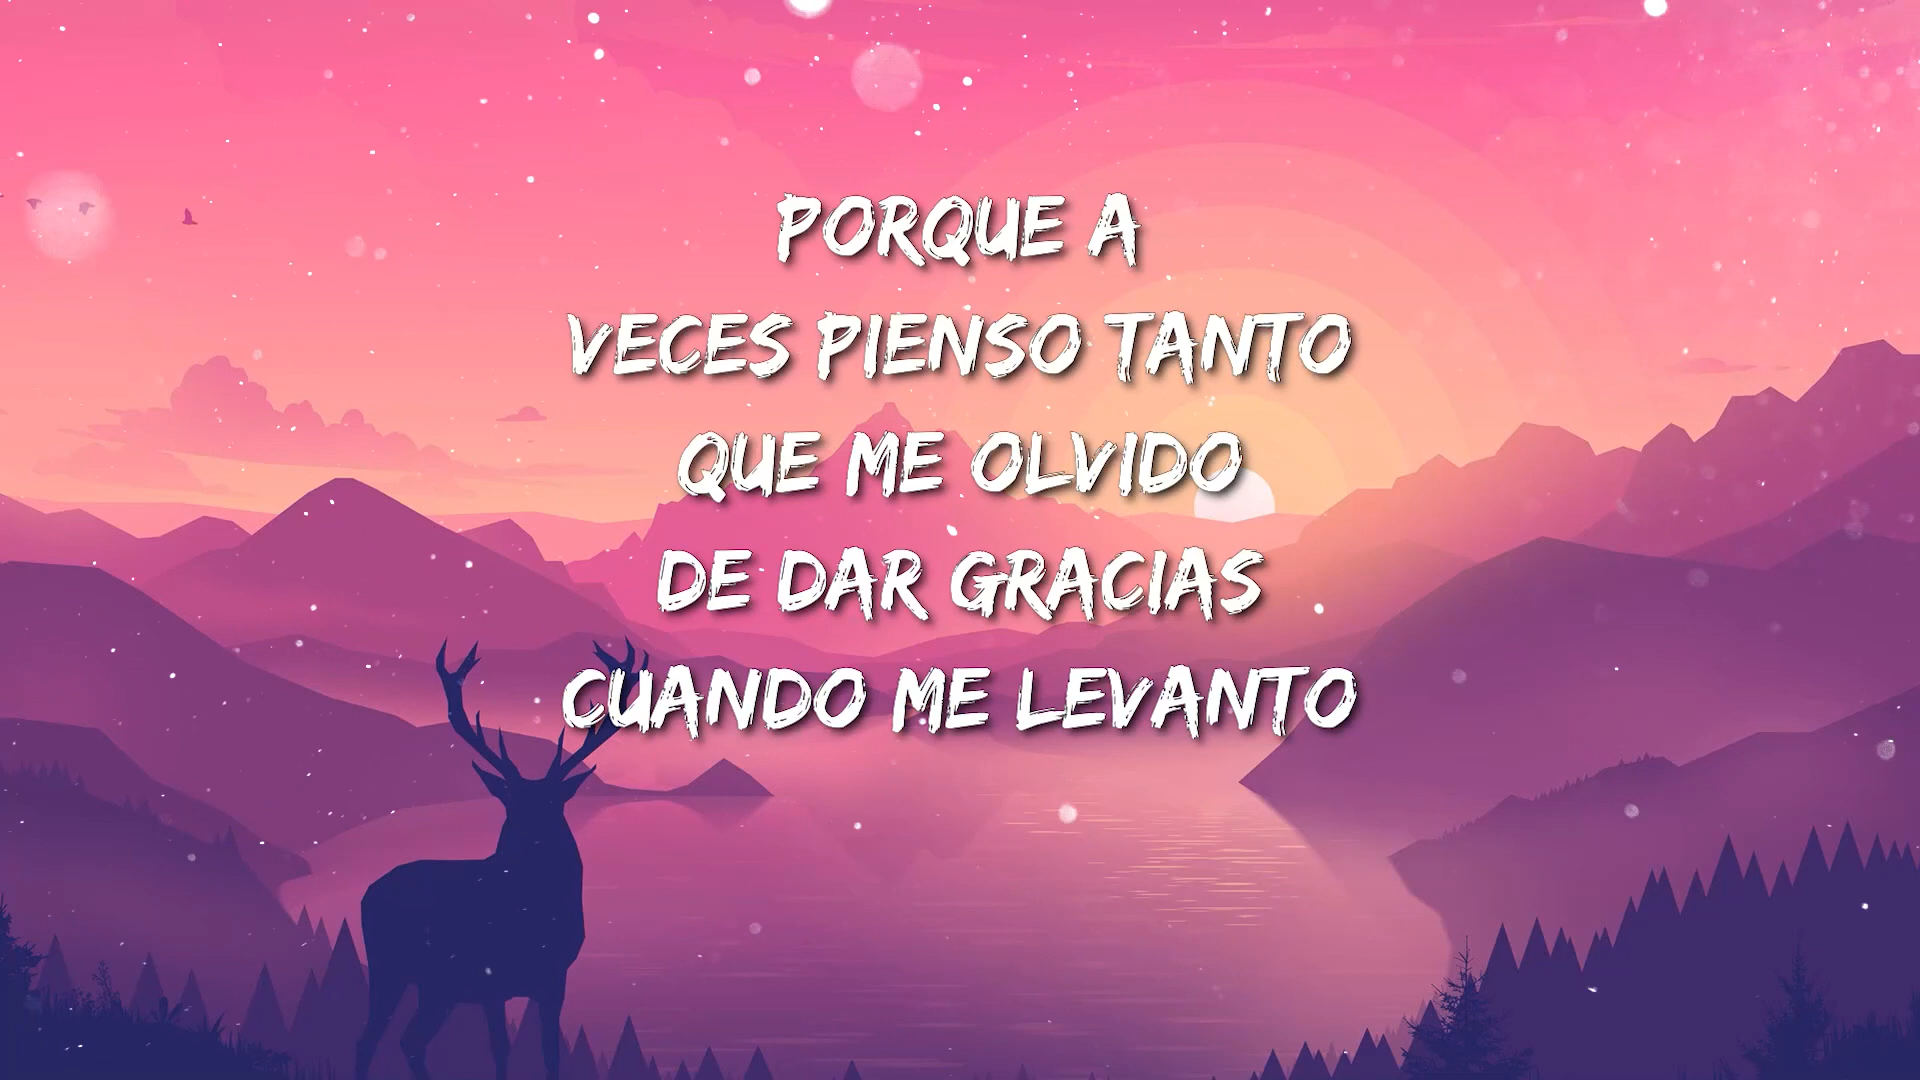 PORQUE A
VECES PIENSO TANTO
QUE ME OLVIDO
DE DAR GRACIAS
CUANDO ME LEVANTO